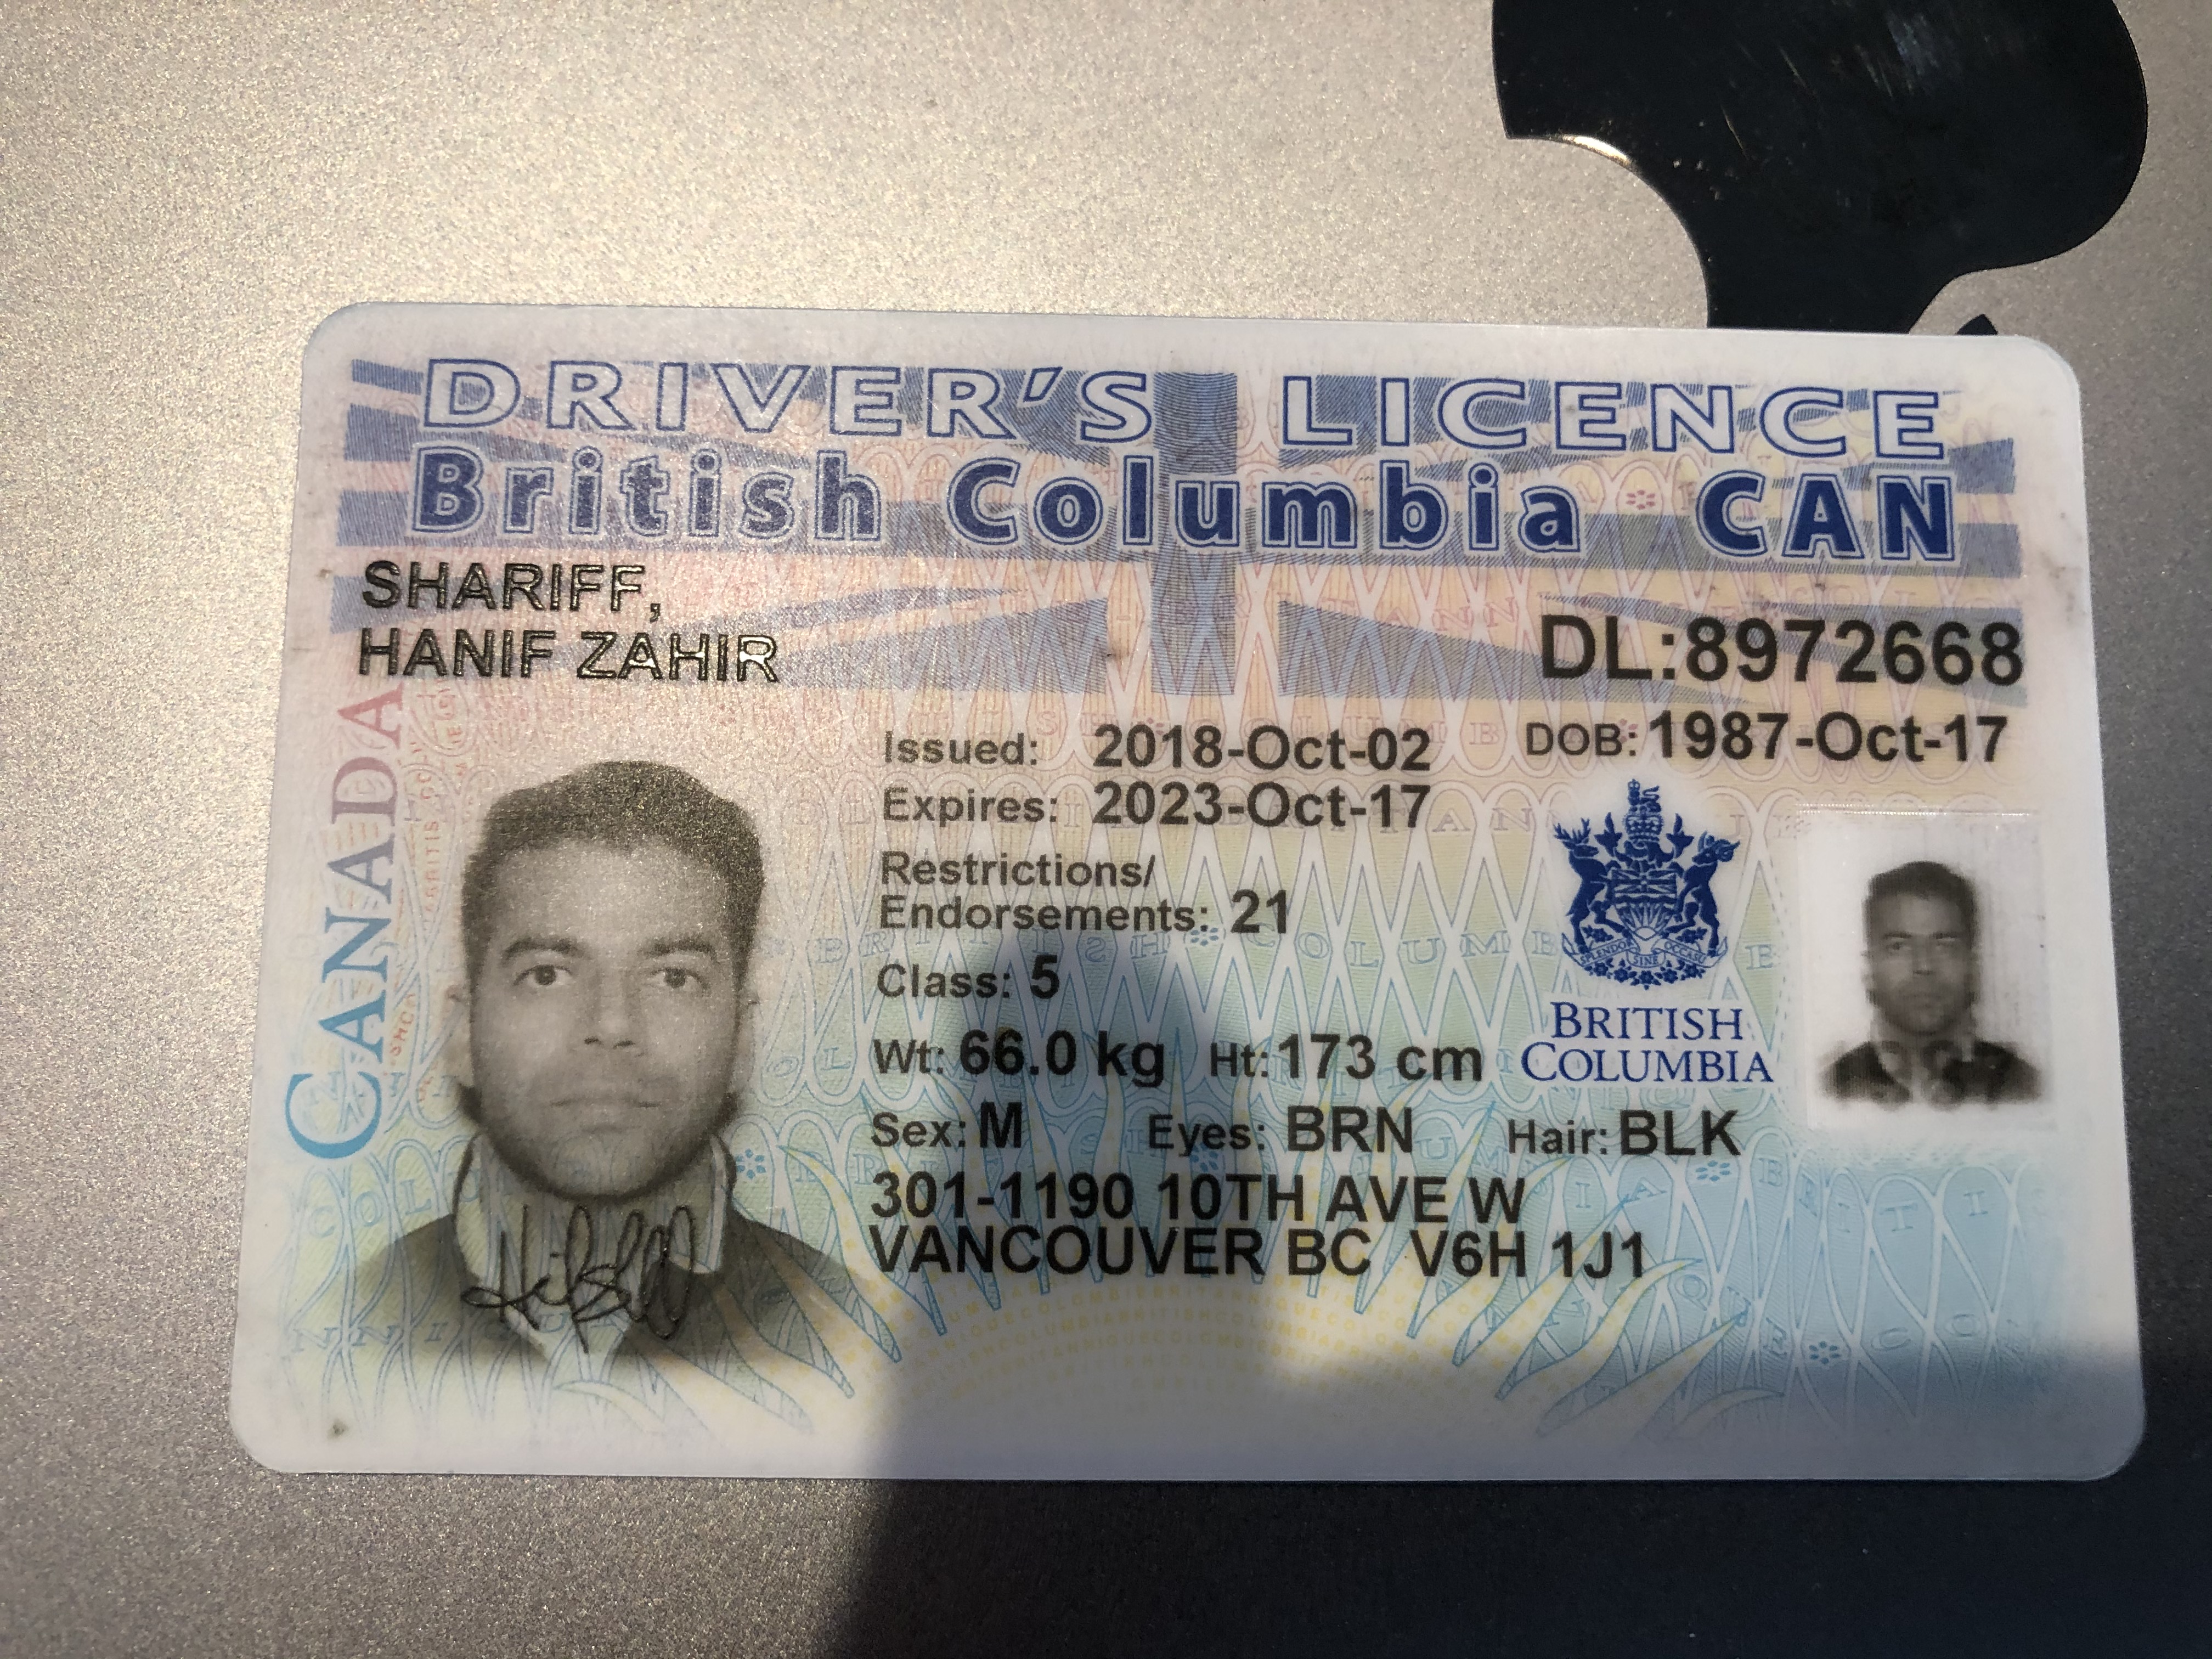 DRIVER'S LICENCE
British Columbia CAN
SHARIFF,
HANIF ZAHIR
DL:8972668
CANADA
Issued: 2018-Oct-02
DOB: 1987-Oct-17
Expires: 2023-Oct-17
Restrictions/
Endorsements: 21
Class: 5
BRITISH
COLUMBIA
Wt: 66.0 kg Ht: 173 cm
Sex: M Eyes: BRN Hair: BLK
301-1190 10TH AVE W
VANCOUVER BC V6H 1J1